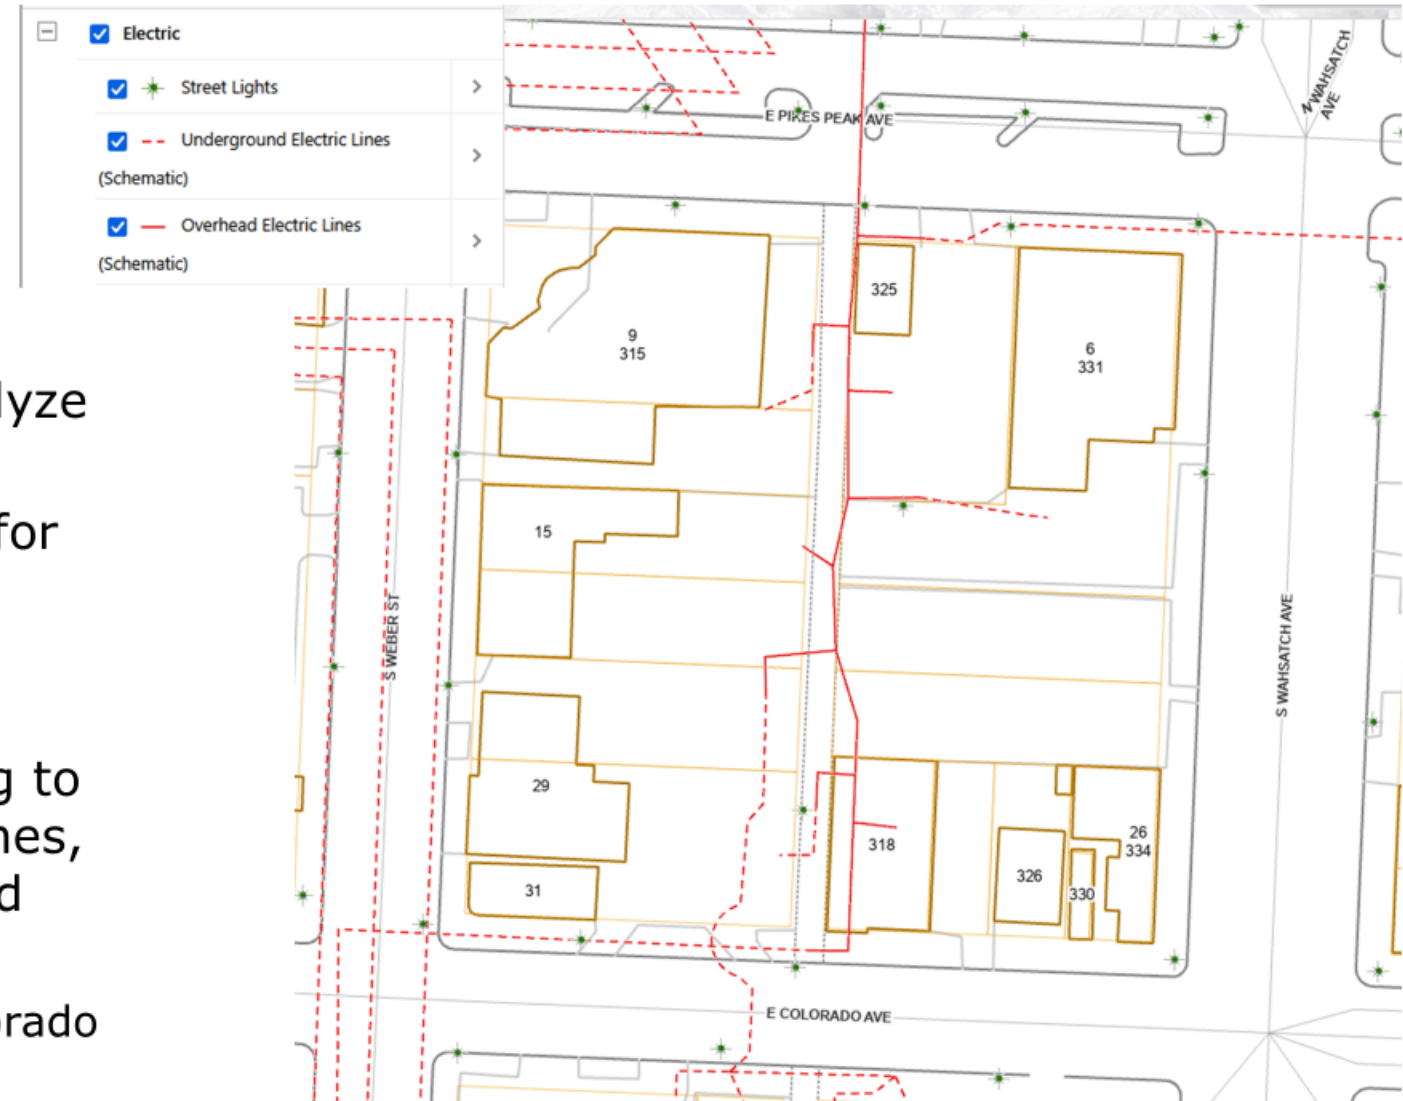 Electric
Street Lights
Underground Electric Lines
(Schematic)
Overhead Electric Lines
(Schematic)
lyze
for
g to
nes,
d
orado
N WAHSATCH
AVE
E PIKES PEAK AVE
325
9
315
6
331
15
S WEBER ST
S WAHSATCH AVE
29
318
26
334
326
330
31
E COLORADO AVE